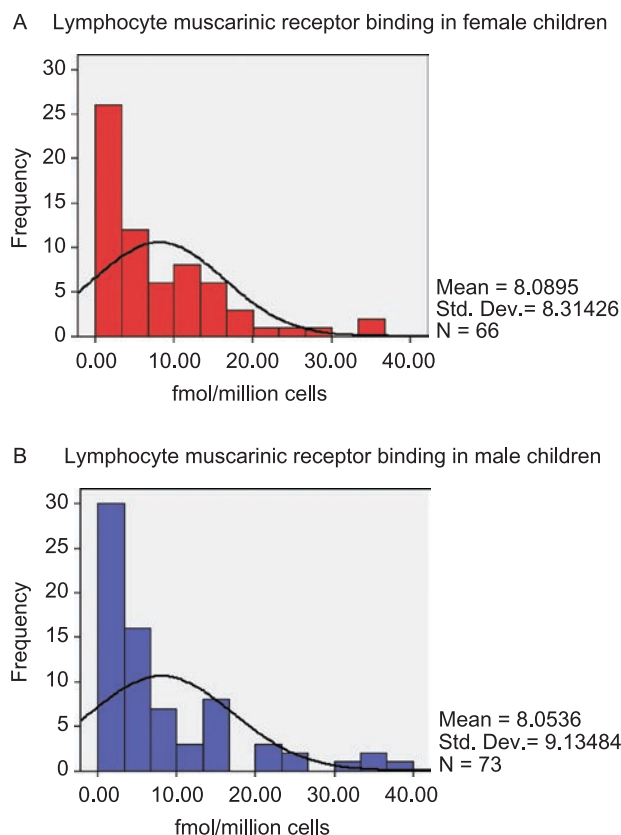 A Lymphocyte muscarinic receptor binding in female children
Frequency
30
25
20
15
10
5
0
0.00 10.00 20.00 30.00 40.00
fmol/million cells
Mean = 8.0895
Std. Dev.= 8.31426
N = 66
B Lymphocyte muscarinic receptor binding in male children
Frequency
30
25
20
15
10
5
0
0.00 10.00 20.00 30.00 40.00
fmol/million cells
Mean = 8.0536
Std. Dev.= 9.13484
N = 73